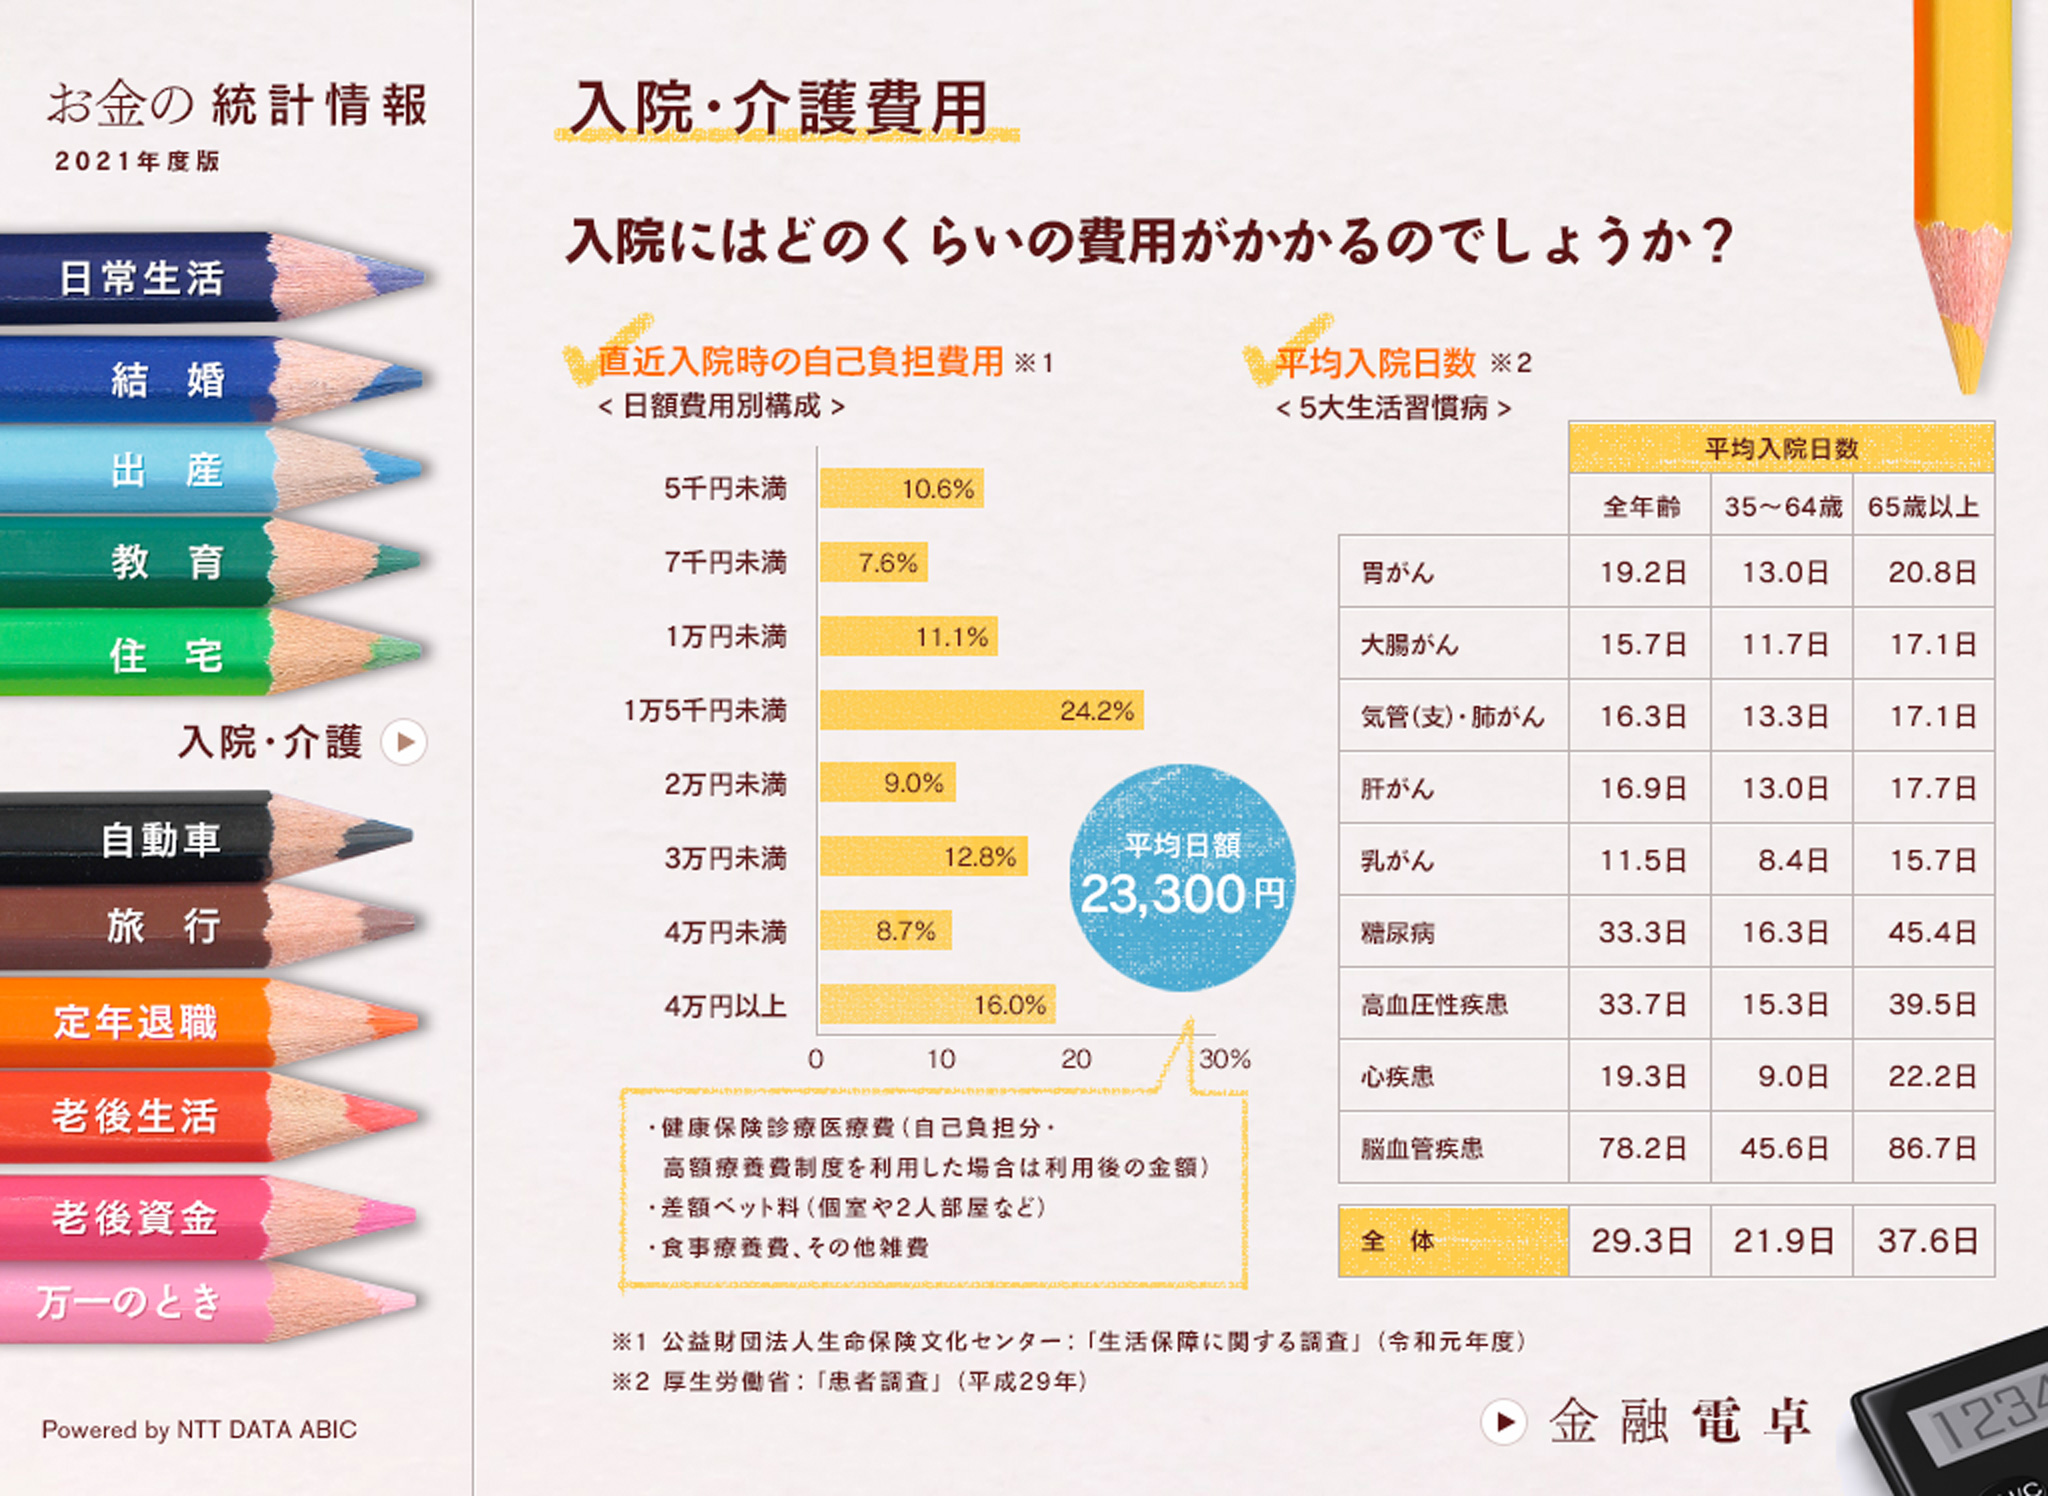 お金の 統計情報
2021年度版
日常生活
結 婚
出 産
教 育
住 宅
入院・介護
自動車
旅 行
定年退職
老後生活
老後資金
万一のとき
Powered by NTT DATA ABIC
入院・介護費用
入院にはどのくらいの費用がかかるのでしょうか？
直近入院時の自己負担費用 ※1
< 日額費用別構成 >
5千円未満 10.6%
7千円未満 7.6%
1万円未満 11.1%
1万5千円未満 24.2%
2万円未満 9.0%
3万円未満 12.8%
4万円未満 8.7%
4万円以上 16.0%
0 10 20 30%
平均日額
23,300円
・健康保険診療医療費（自己負担分・
高額療養費制度を利用した場合は利用後の金額）
・差額ベット料（個室や2人部屋など）
・食事療養費、その他雑費
平均入院日数 ※2
< 5大生活習慣病 >
平均入院日数
全年齢 35〜64歳 65歳以上
胃がん 19.2日 13.0日 20.8日
大腸がん 15.7日 11.7日 17.1日
気管（支）・肺がん 16.3日 13.3日 17.1日
肝がん 16.9日 13.0日 17.7日
乳がん 11.5日 8.4日 15.7日
糖尿病 33.3日 16.3日 45.4日
高血圧性疾患 33.7日 15.3日 39.5日
心疾患 19.3日 9.0日 22.2日
脳血管疾患 78.2日 45.6日 86.7日
全 体 29.3日 21.9日 37.6日
※1 公益財団法人生命保険文化センター：「生活保障に関する調査」（令和元年度）
※2 厚生労働省：「患者調査」（平成29年）
金融電卓
1234